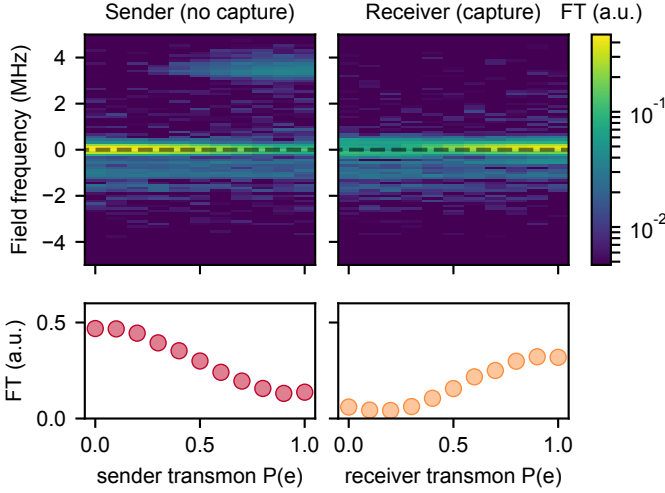 Sender (no capture)
Receiver (capture)
FT (a.u.)
Field frequency (MHz)
4
2
0
−2
−4
10⁻¹
10⁻²
FT (a.u.)
0.5
0.0
0.0
0.5
1.0
0.0
0.5
1.0
sender transmon P(e)
receiver transmon P(e)